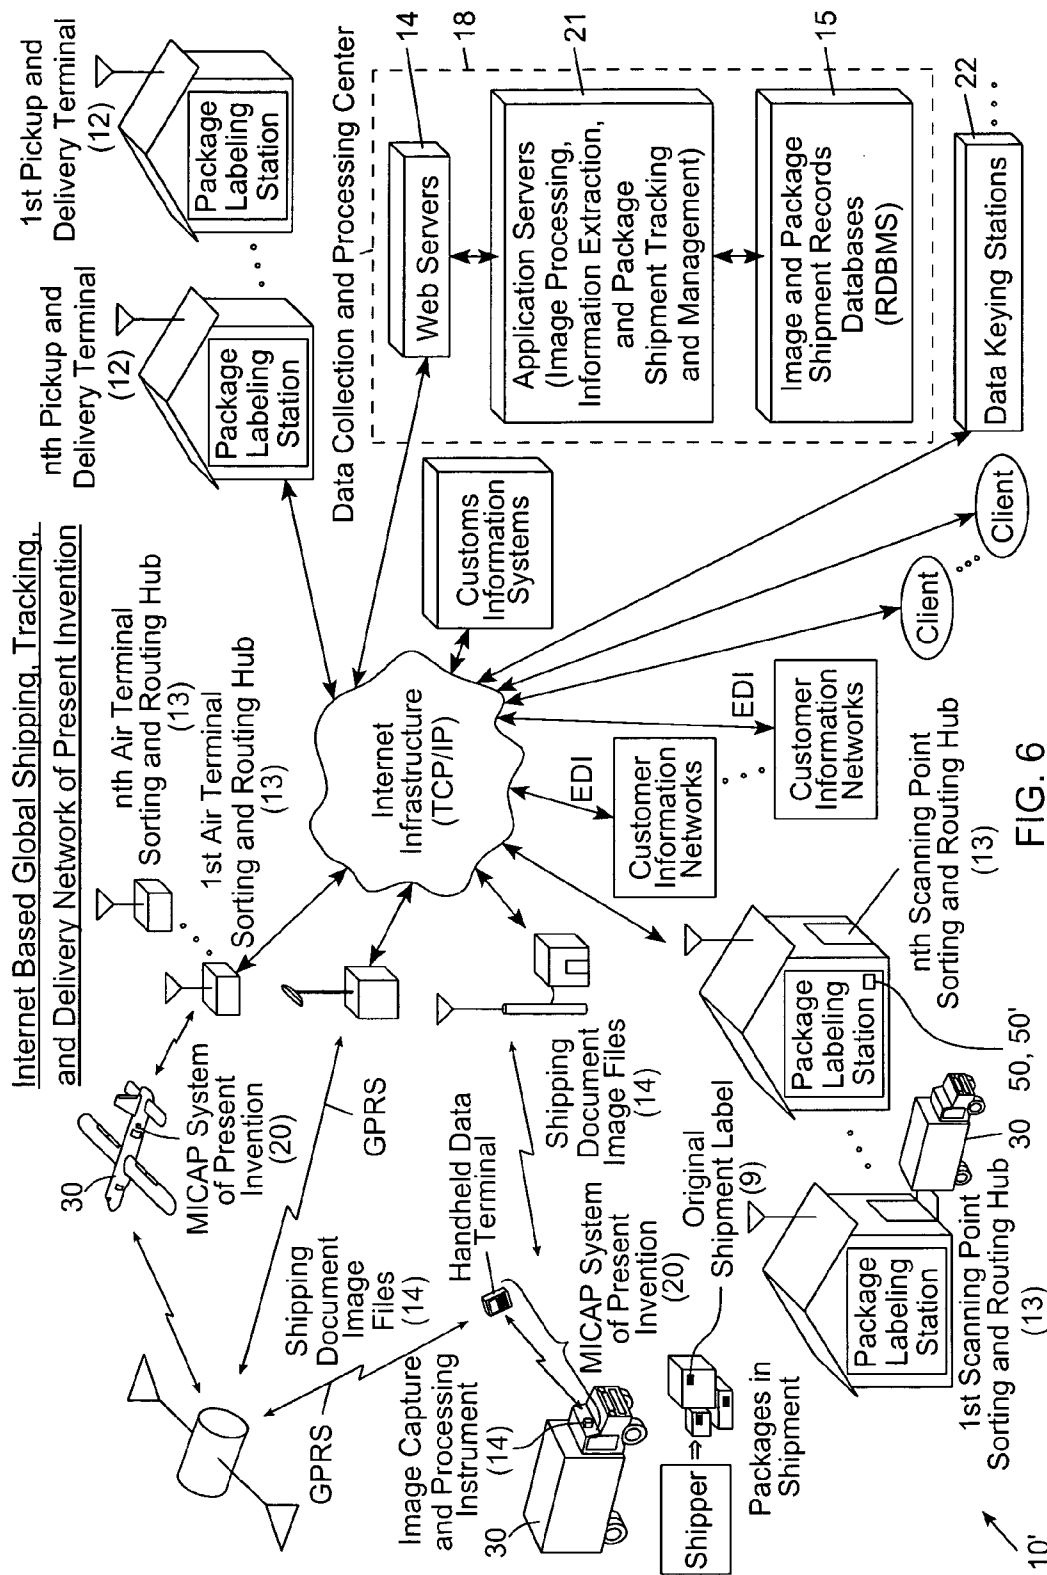 Internet Based Global Shipping, Tracking,
and Delivery Network of Present Invention
nth Pickup and
Delivery Terminal
(12)
1st Pickup and
Delivery Terminal
(12)
Package
Labeling
Station
Package
Labeling
Station
nth Air Terminal
Sorting and Routing Hub
(13)
1st Air Terminal
Sorting and Routing Hub
(13)
30
MICAP System
of Present
Invention
(20)
GPRS
Shipping
Document
Image
Files
(14)
GPRS
Handheld Data
Terminal
Image Capture
and Processing
Instrument
(14)
30
MICAP System
of Present
Invention
(20)
Shipping
Document
Image Files
(14)
Internet
Infrastructure
(TCP/IP)
Customs
Information
Systems
Data Collection and Processing Center
Web Servers
14
18
Application Servers
(Image Processing,
Information Extraction,
and Package
Shipment Tracking
and Management)
21
Image and Package
Shipment Records
Databases
(RDBMS)
15
Data Keying Stations
22
Client
Client
EDI
Customer
Information
Networks
EDI
Customer
Information
Networks
Shipper
Packages in
Shipment
Original
Shipment Label
(9)
Package
Labeling
Station
1st Scanning Point
Sorting and Routing Hub
(13)
30
Package
Labeling
Station
50, 50'
nth Scanning Point
Sorting and Routing Hub
(13)
10'
FIG. 6